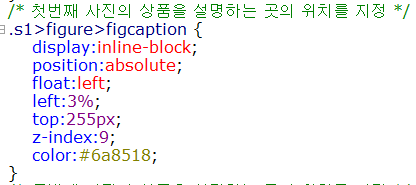 /* 첫번째 사진의 상품을 설명하는 곳의 위치를 지정 */
.s1>figure>figcaption {
display:inline-block;
position:absolute;
float:left;
left:3%;
top:255px;
z-index:9;
color:#6a8518;
}